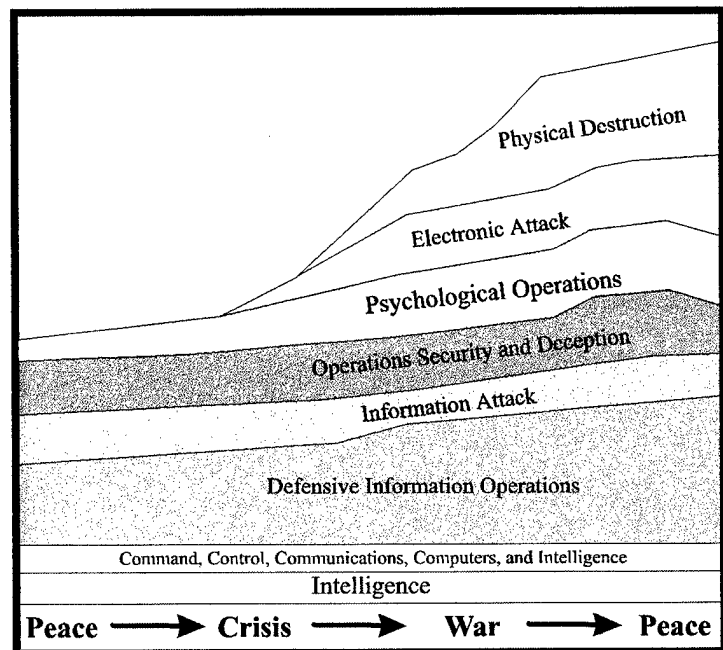 Physical Destruction
Electronic Attack
Psychological Operations
Operations Security and Deception
Information Attack
Defensive Information Operations
Command, Control, Communications, Computers, and Intelligence
Intelligence
Peace Crisis War Peace